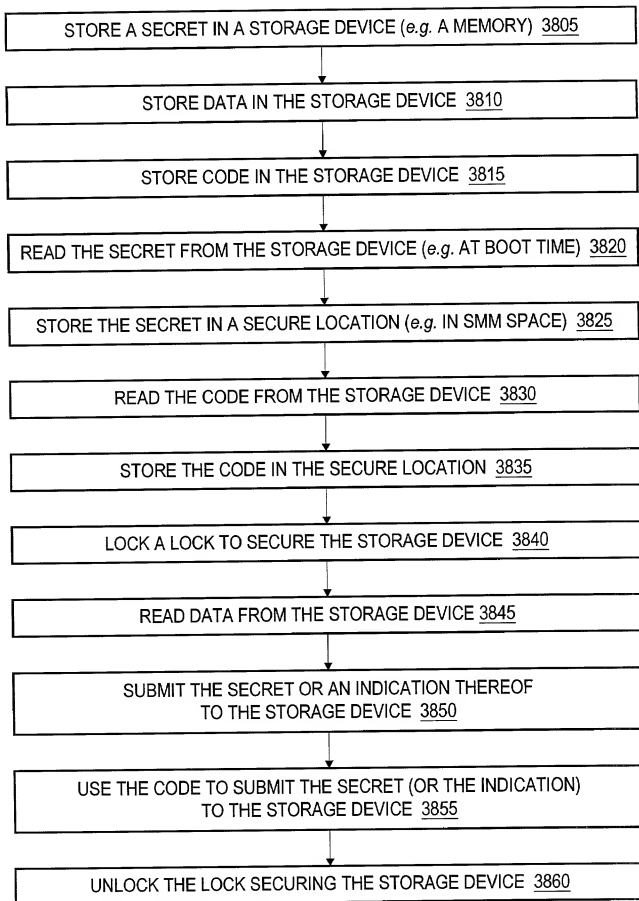 STORE A SECRET IN A STORAGE DEVICE (e.g. A MEMORY) 3805
STORE DATA IN THE STORAGE DEVICE 3810
STORE CODE IN THE STORAGE DEVICE 3815
READ THE SECRET FROM THE STORAGE DEVICE (e.g. AT BOOT TIME) 3820
STORE THE SECRET IN A SECURE LOCATION (e.g. IN SMM SPACE) 3825
READ THE CODE FROM THE STORAGE DEVICE 3830
STORE THE CODE IN THE SECURE LOCATION 3835
LOCK A LOCK TO SECURE THE STORAGE DEVICE 3840
READ DATA FROM THE STORAGE DEVICE 3845
SUBMIT THE SECRET OR AN INDICATION THEREOF
TO THE STORAGE DEVICE 3850
USE THE CODE TO SUBMIT THE SECRET (OR THE INDICATION)
TO THE STORAGE DEVICE 3855
UNLOCK THE LOCK SECURING THE STORAGE DEVICE 3860